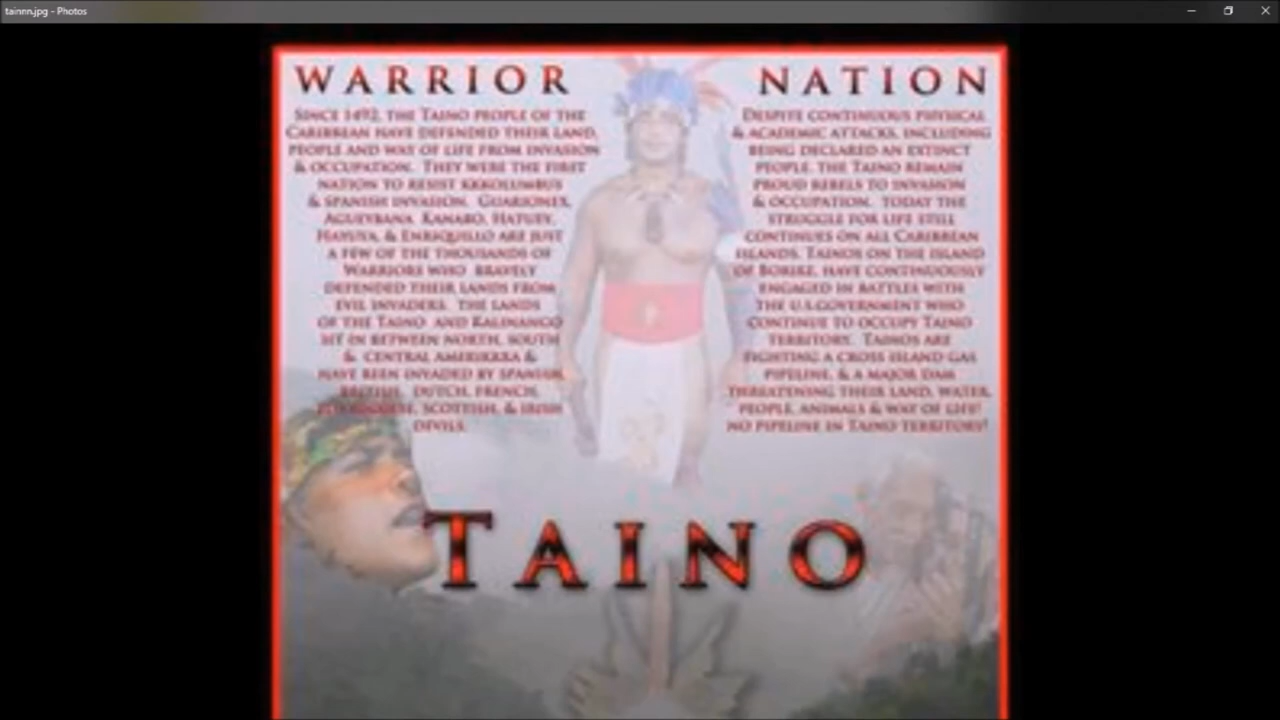 tainnn.jpg - Photos
WARRIOR
SINCE 1492, THE TAINO PEOPLE OF THE
CARIBBEAN HAVE DEFENDED THEIR LAND,
PEOPLE AND WAY OF LIFE FROM INVASION
& OCCUPATION. THEY WERE THE FIRST
NATION TO RESIST KKKOLUMBUS
& SPANISH INVASION. GUARIONEX,
AGUEYBANA, KANABO, HATUEY,
HAYUYA, & ENRIQUILLO ARE JUST
A FEW OF THE THOUSANDS OF
WARRIORS WHO BRAVELY
DEFENDED THEIR LANDS FROM
EVIL INVADERS. THE LANDS
OF THE TAINO AND KALINANGO
SIT IN BETWEEN NORTH, SOUTH
& CENTRAL AMERIKKKA &
HAVE BEEN INVADED BY SPANISH,
BRITISH, DUTCH, FRENCH,
PORTUGUESE, SCOTTISH, & IRISH
DEVILS.
NATION
DESPITE CONTINUOUS PHYSICAL
& ACADEMIC ATTACKS, INCLUDING
BEING DECLARED AN EXTINCT
PEOPLE, THE TAINO REMAIN
PROUD REBELS TO INVASION
& OCCUPATION. TODAY THE
STRUGGLE FOR LIFE STILL
CONTINUES ON ALL CARIBBEAN
ISLANDS. TAINOS ON THE ISLAND
OF BORIKE, HAVE CONTINUOUSLY
ENGAGED IN BATTLES WITH
THE U.S.GOVERNMENT WHO
CONTINUE TO OCCUPY TAINO
TERRITORY. TAINOS ARE
FIGHTING A CROSS ISLAND GAS
PIPELINE, & A MAJOR DAM
THREATENING THEIR LAND, WATER,
PEOPLE, ANIMALS & WAY OF LIFE!
NO PIPELINE IN TAINO TERRITORY!
TAINO